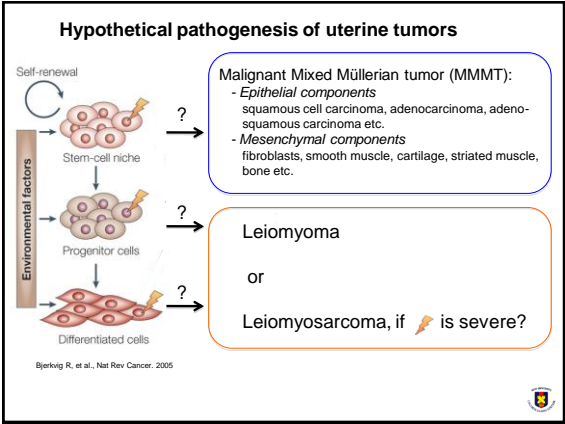 Hypothetical pathogenesis of uterine tumors
Self-renewal
Environmental factors
Stem-cell niche
Progenitor cells
Differentiated cells
?
?
?
Malignant Mixed Müllerian tumor (MMMT):
- Epithelial components
squamous cell carcinoma, adenocarcinoma, adeno-
squamous carcinoma etc.
- Mesenchymal components
fibroblasts, smooth muscle, cartilage, striated muscle,
bone etc.
Leiomyoma
or
Leiomyosarcoma, if is severe?
Bjerkvig R, et al., Nat Rev Cancer. 2005